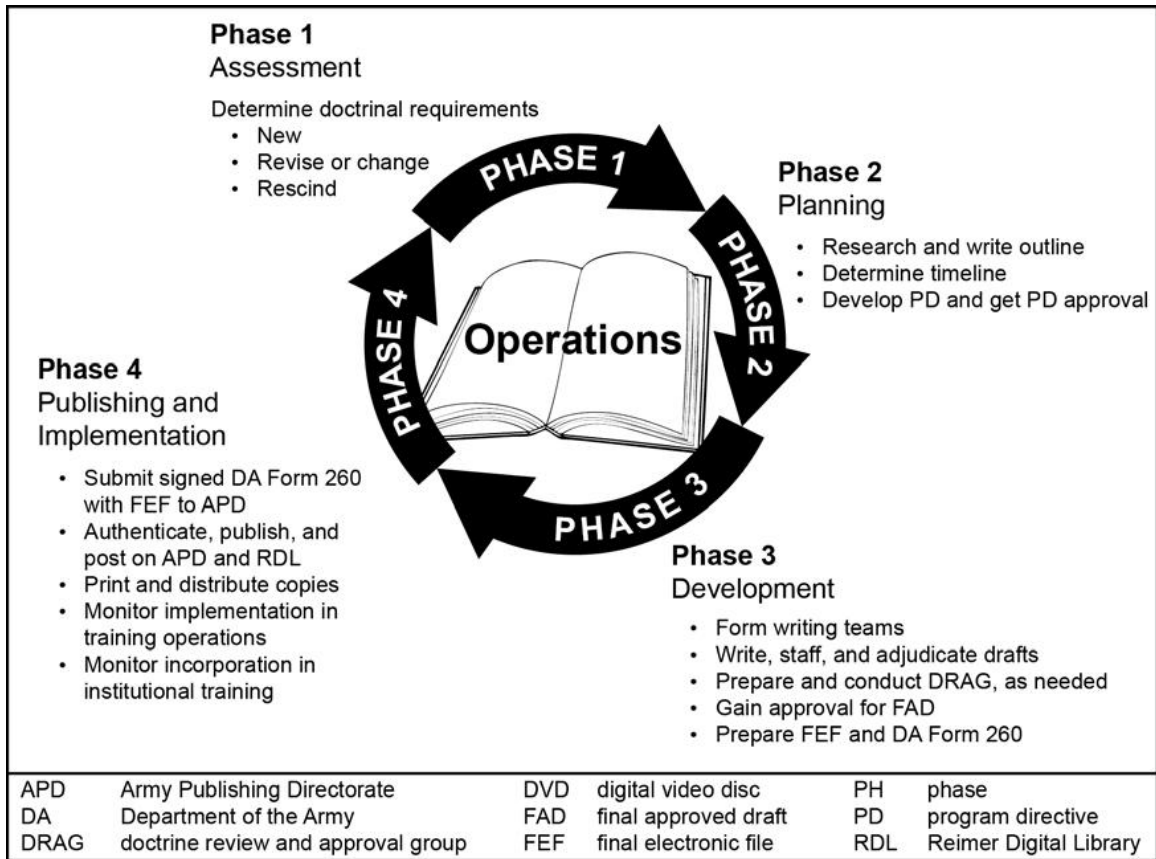 Phase 1
Assessment
Determine doctrinal requirements
• New
• Revise or change
• Rescind
PHASE 1
Phase 2
Planning
• Research and write outline
• Determine timeline
• Develop PD and get PD approval
PHASE 2
Operations
PHASE 3
Phase 3
Development
• Form writing teams
• Write, staff, and adjudicate drafts
• Prepare and conduct DRAG, as needed
• Gain approval for FAD
• Prepare FEF and DA Form 260
PHASE 4
Phase 4
Publishing and
Implementation
• Submit signed DA Form 260
with FEF to APD
• Authenticate, publish, and
post on APD and RDL
• Print and distribute copies
• Monitor implementation in
training operations
• Monitor incorporation in
institutional training
APD Army Publishing Directorate DVD digital video disc PH phase
DA Department of the Army FAD final approved draft PD program directive
DRAG doctrine review and approval group FEF final electronic file RDL Reimer Digital Library